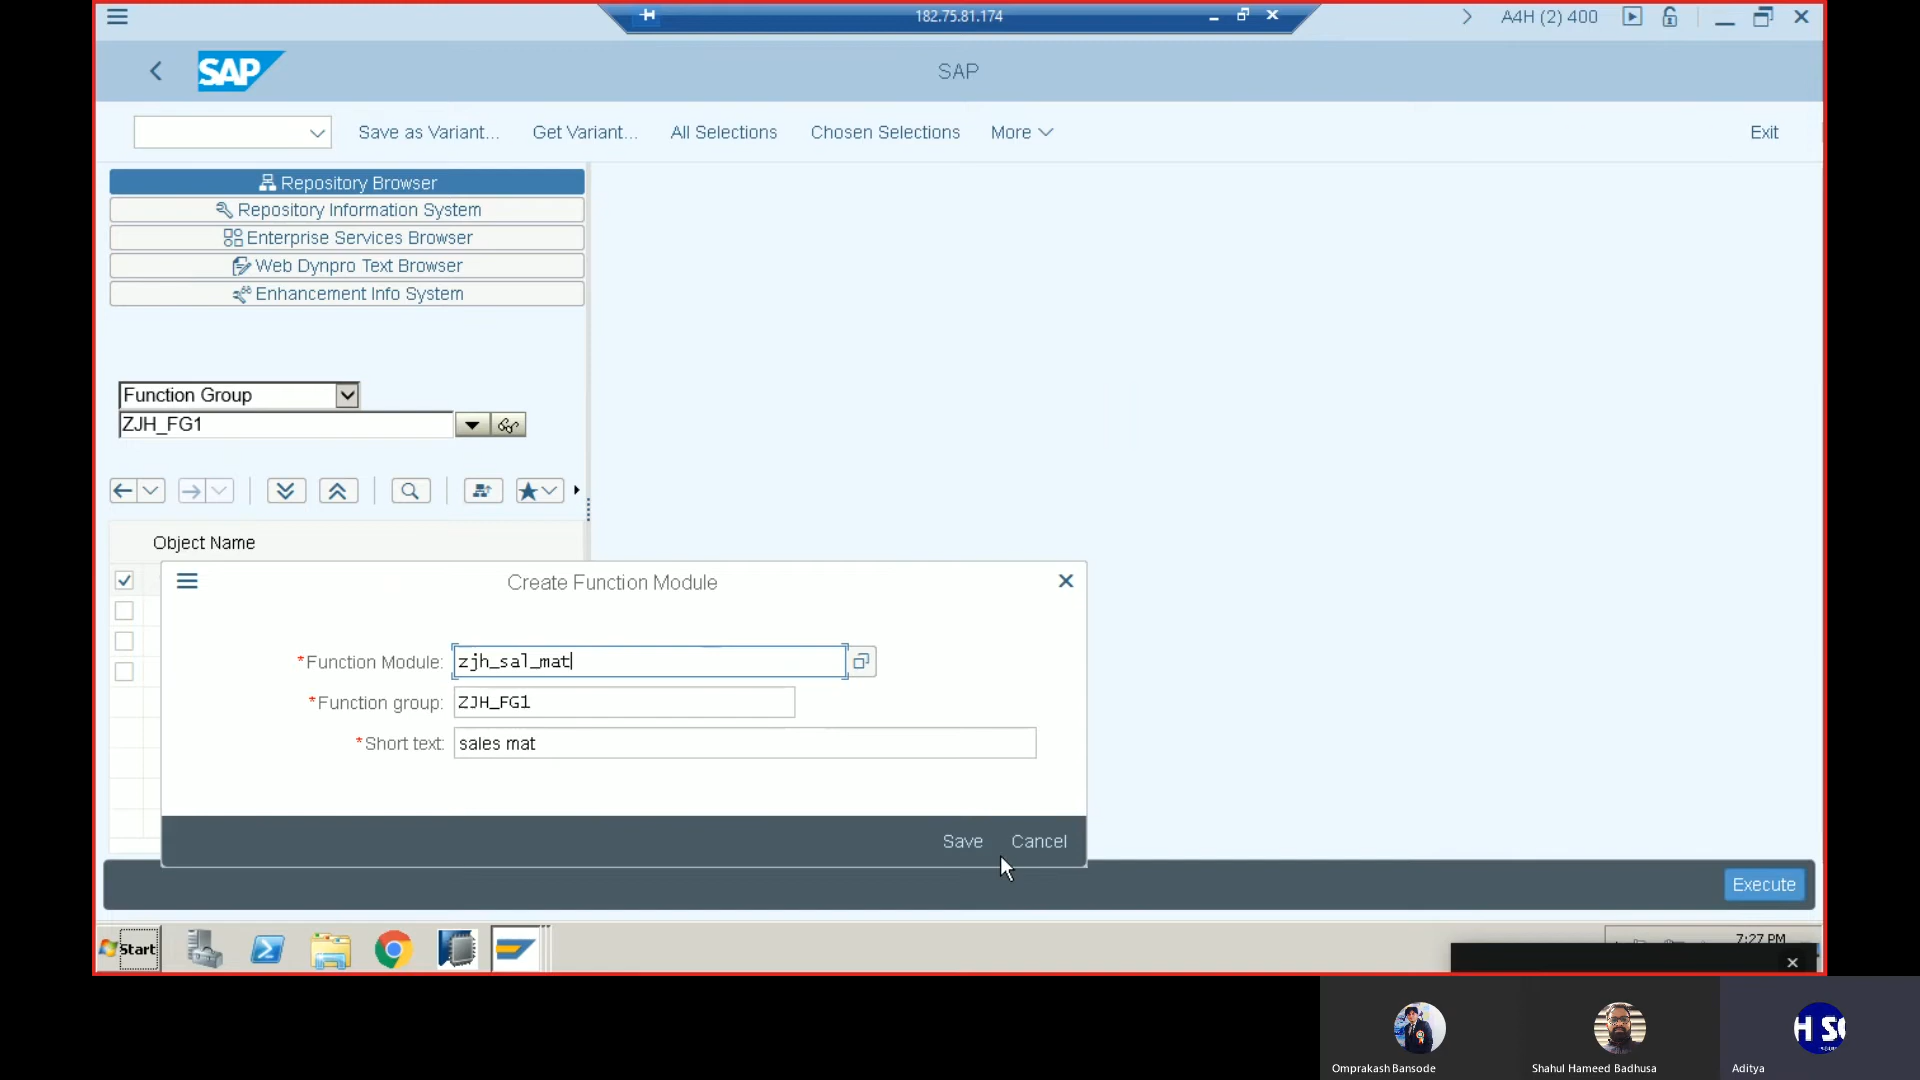 182.75.81.174
A4H (2) 400
SAP
SAP
Save as Variant...
Get Variant...
All Selections
Chosen Selections
More
Exit
Repository Browser
Repository Information System
Enterprise Services Browser
Web Dynpro Text Browser
Enhancement Info System
Function Group
ZJH_FG1
Object Name
Create Function Module
*Function Module: zjh_sal_mat
*Function group: ZJH_FG1
*Short text: sales mat
Save
Cancel
Execute
Start
7:27 PM
H SO
Omprakash Bansode
Shahul Hameed Badhusa
Aditya